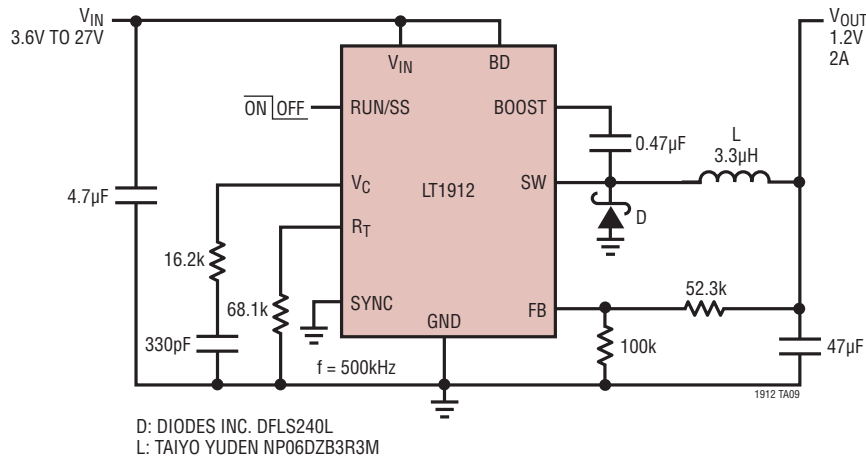 VIN
3.6V TO 27V
VOUT
1.2V
2A
VIN
BD
ON OFF
RUN/SS
BOOST
0.47µF
L
3.3µH
4.7µF
VC
LT1912
SW
D
RT
16.2k
68.1k
SYNC
GND
FB
52.3k
330pF
f = 500kHz
100k
47µF
1912 TA09
D: DIODES INC. DFLS240L
L: TAIYO YUDEN NP06DZB3R3M